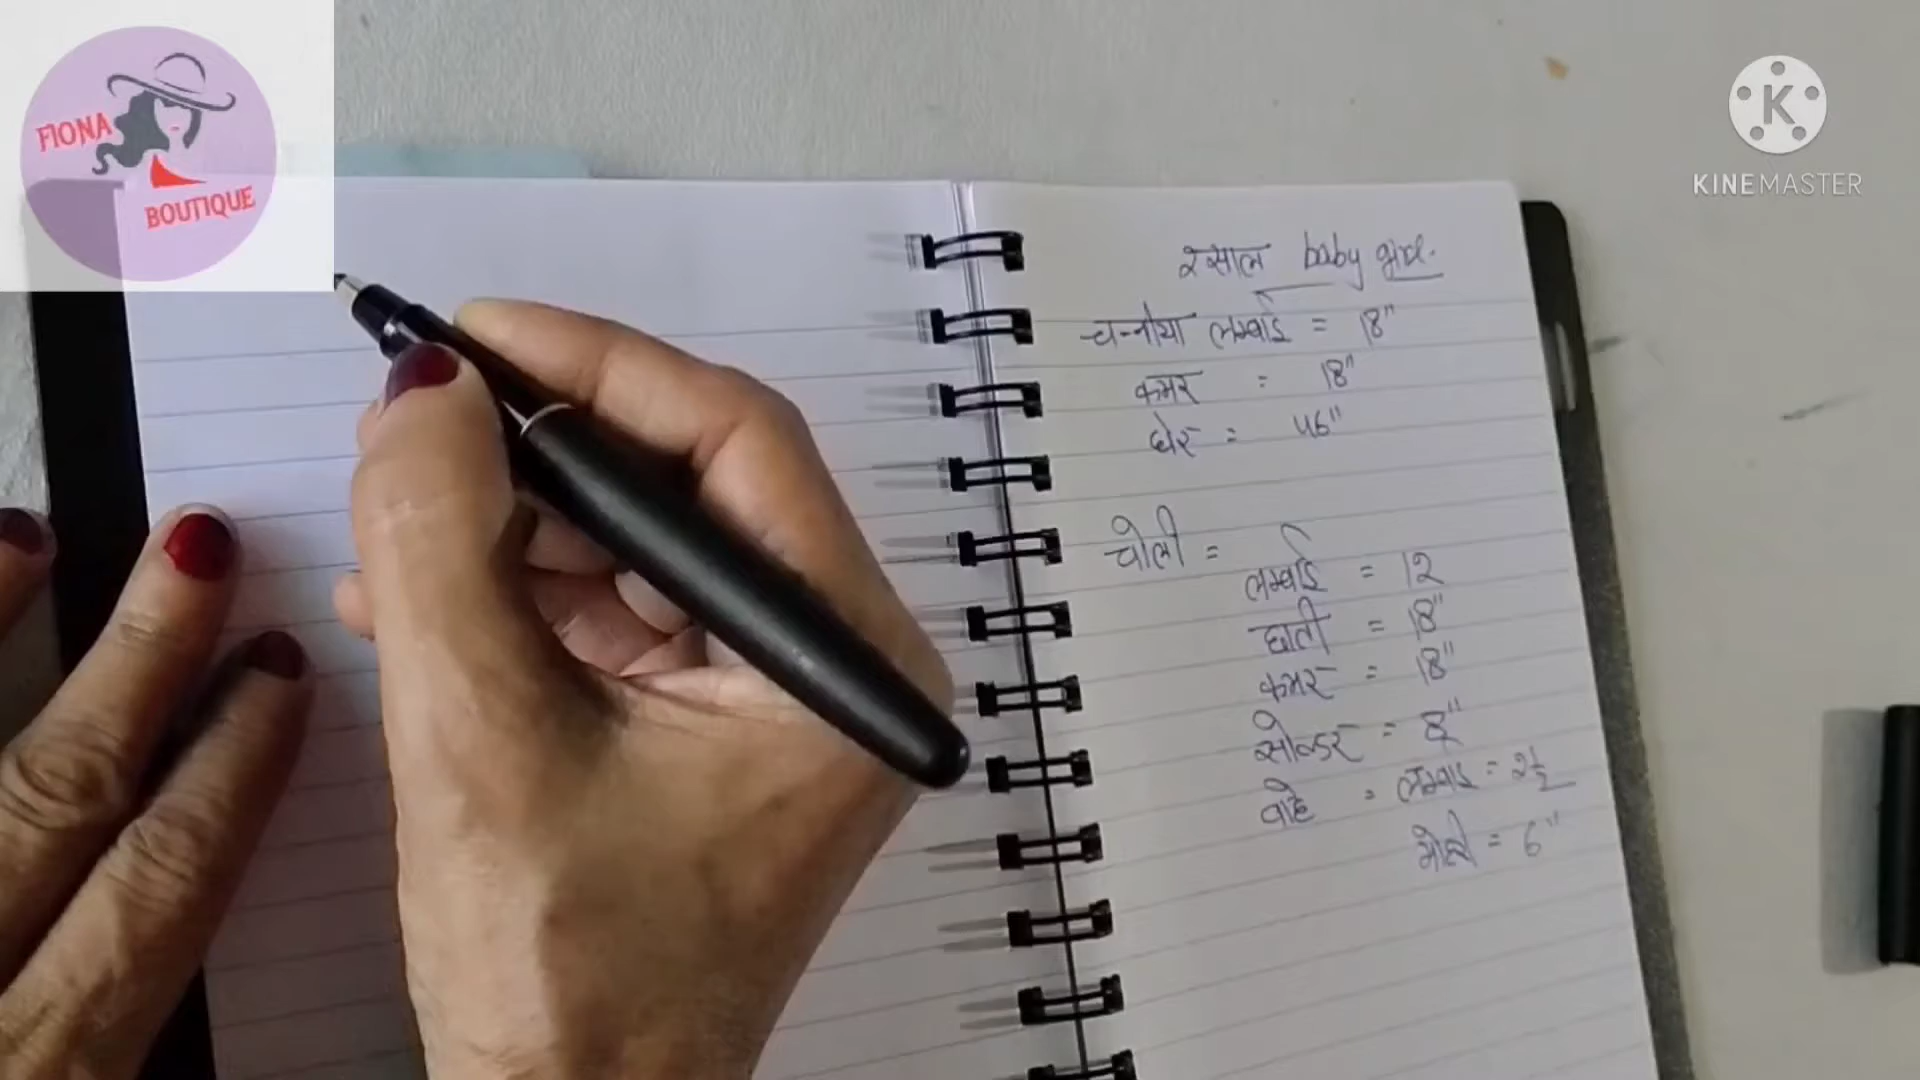 FIONA
BOUTIQUE
KINEMASTER
२ साल baby girl.
चनीया लम्बाई = 18"
कमर = 18"
घेर = 46"
चोली =
लम्बाई = 12
छाती = 18"
कमर = 18"
सोल्डर = 8"
बाहे = लम्बाई = 2½
मोरी = 6"